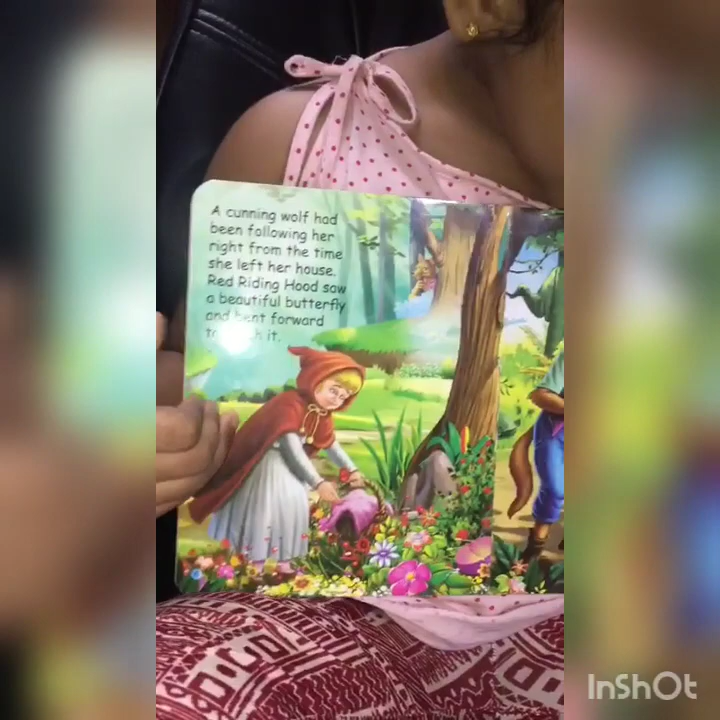 A cunning wolf had
been following her
right from the time
she left her house.
Red Riding Hood saw
a beautiful butterfly
and forward
it.
InShOt